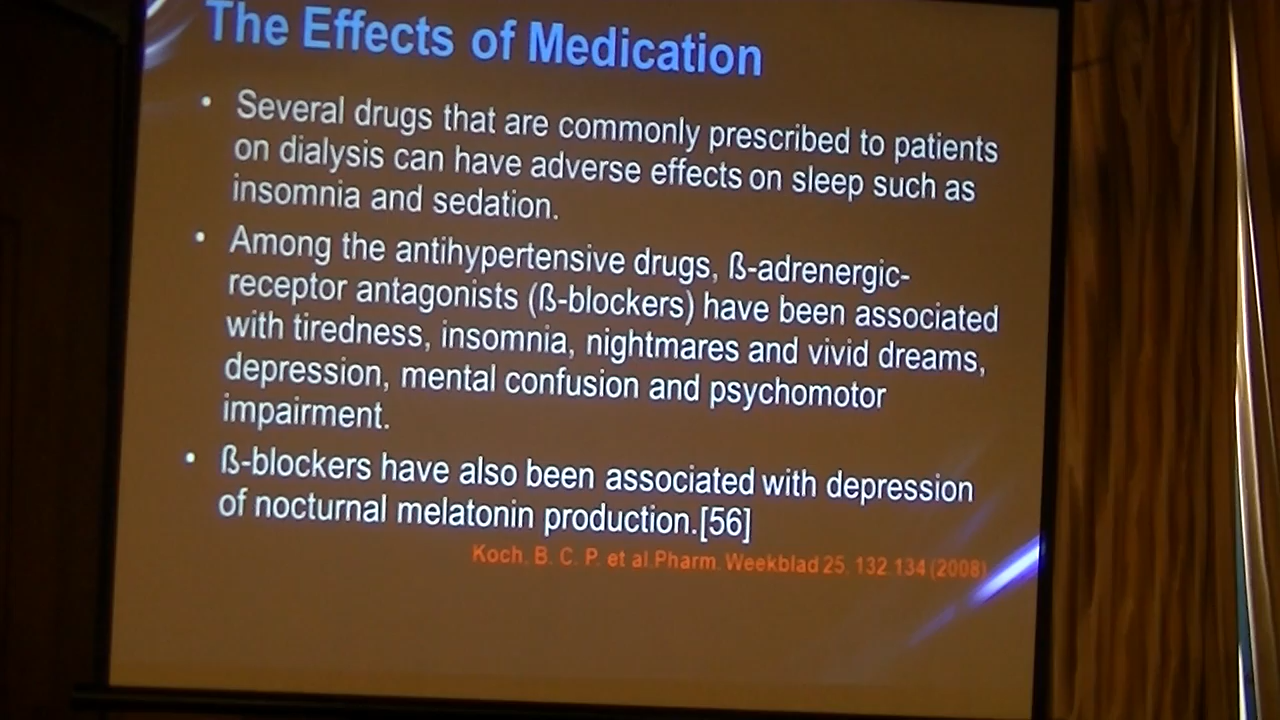 The Effects of Medication
• Several drugs that are commonly prescribed to patients
on dialysis can have adverse effects on sleep such as
insomnia and sedation.
• Among the antihypertensive drugs, ß-adrenergic-
receptor antagonists (ß-blockers) have been associated
with tiredness, insomnia, nightmares and vivid dreams,
depression, mental confusion and psychomotor
impairment.
• ß-blockers have also been associated with depression
of nocturnal melatonin production.[56]
Koch. B. C. P. et al Pharm. Weekblad 25, 132 134 (2008)